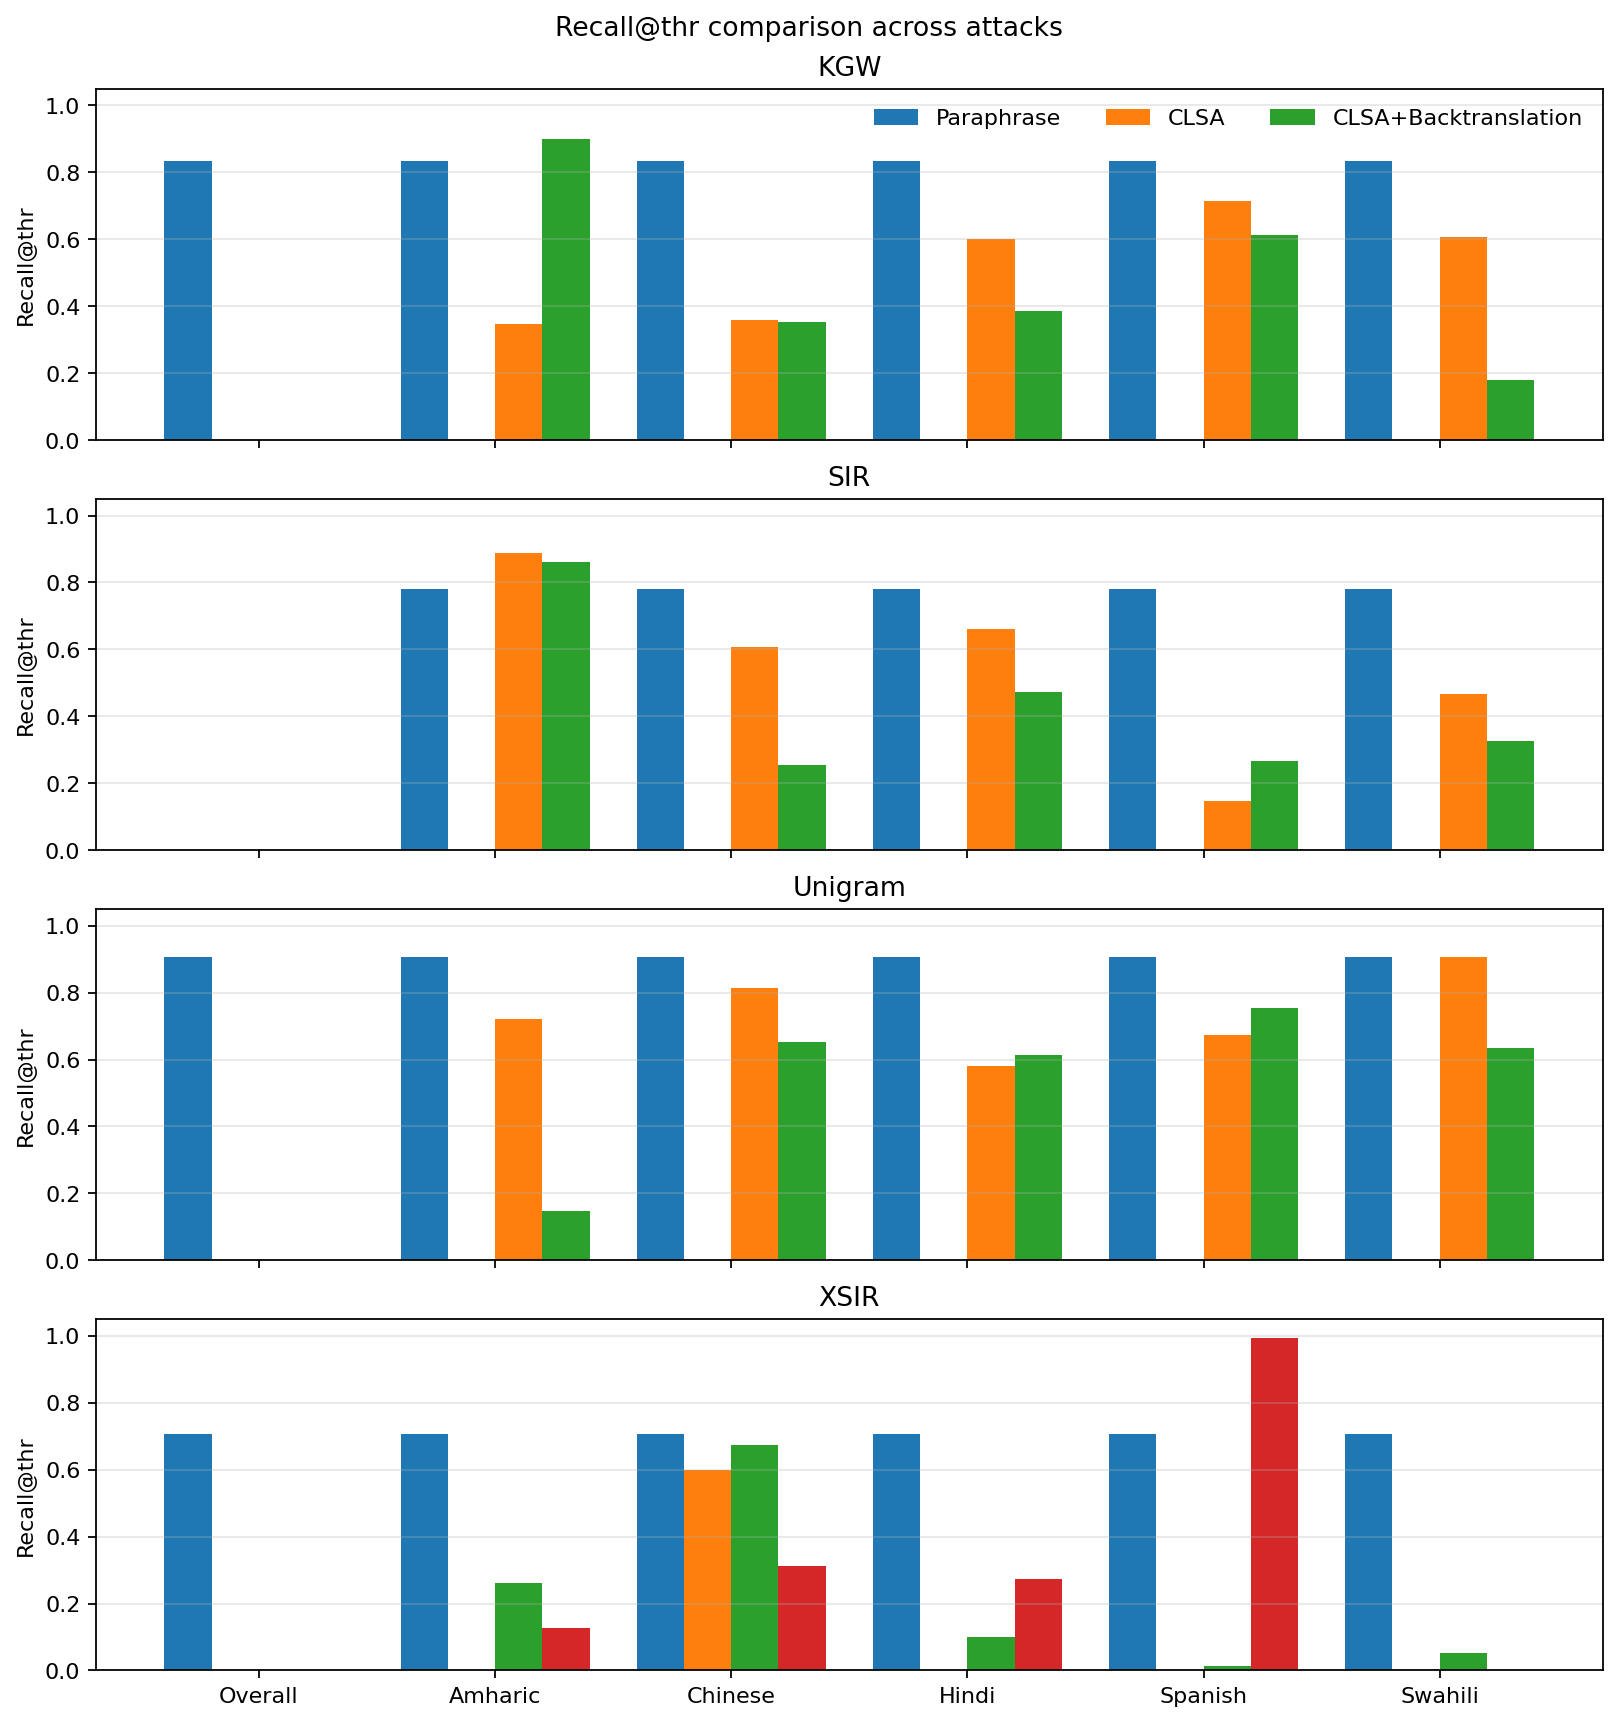 Recall@thr comparison across attacks
KGW
Paraphrase CLSA CLSA+Backtranslation
Recall@thr
1.0
0.8
0.6
0.4
0.2
0.0
SIR
Recall@thr
1.0
0.8
0.6
0.4
0.2
0.0
Unigram
Recall@thr
1.0
0.8
0.6
0.4
0.2
0.0
XSIR
Recall@thr
1.0
0.8
0.6
0.4
0.2
0.0
Overall Amharic Chinese Hindi Spanish Swahili